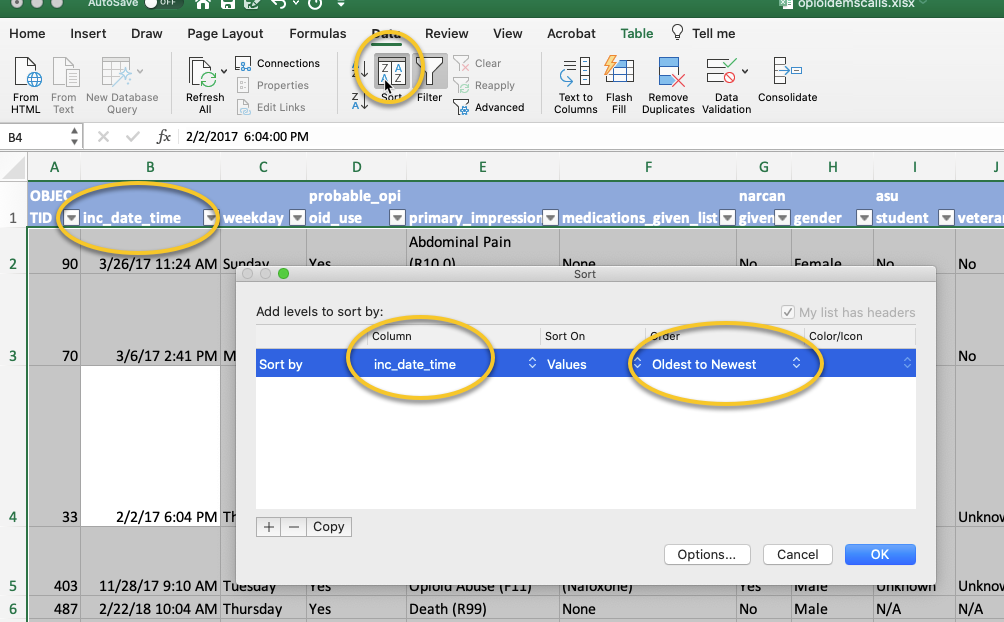 AutoSave OFF opioidemscalls.xlsx
Home Insert Draw Page Layout Formulas Data Review View Acrobat Table Tell me
Connections Clear
Properties Reapply
Edit Links Advanced
From HTML From Text New Database Query Refresh All Sort Filter Text to Columns Flash Fill Remove Duplicates Data Validation Consolidate
B4 fx 2/2/2017 6:04:00 PM
A B C D E F G H I J
OBJEC probable_opi narcan asu
1 TID inc_date_time weekday oid_use primary_impression medications_given_list given gender student veteran
Abdominal Pain
2 90 3/26/17 11:24 AM Sunday Yes (R10.0) None No Female No No
Sort
Add levels to sort by: My list has headers
Column Sort On Order Color/Icon
3 70 3/6/17 2:41 PM M No
Sort by inc_date_time Values Oldest to Newest
4 33 2/2/17 6:04 PM Th Unknow
+ − Copy
Options... Cancel OK
5 403 11/28/17 9:10 AM Tuesday Yes Opioid Abuse (F11) (Naloxone) Yes Male Unknown Unknow
6 487 2/22/18 10:04 AM Thursday Yes Death (R99) None No Male N/A N/A